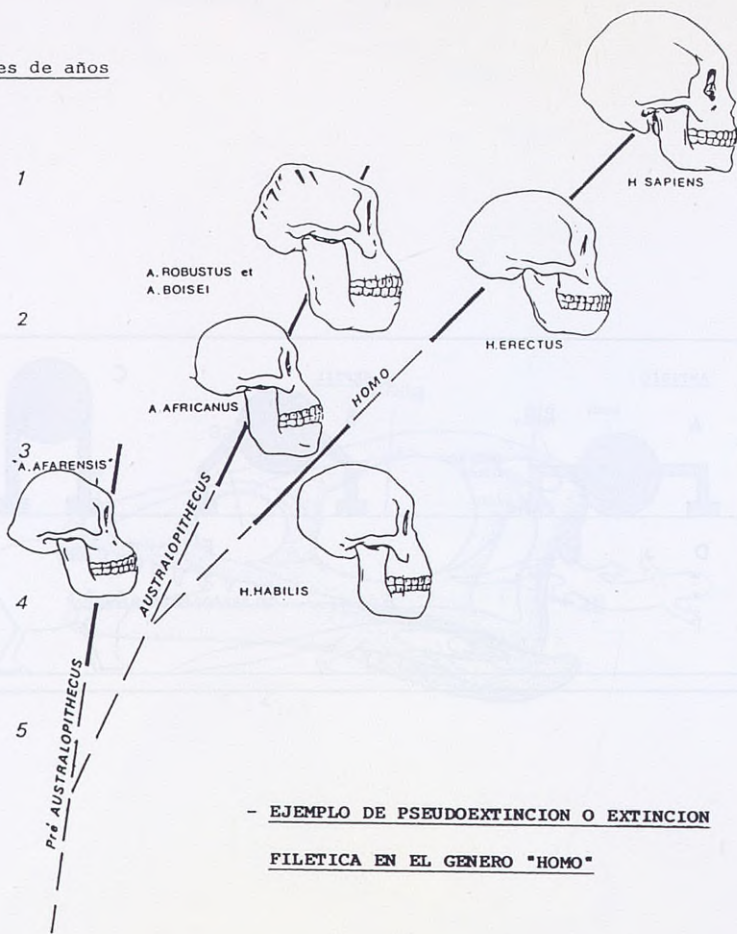 es de años
1
H SAPIENS
A. ROBUSTUS et
A. BOISEI
2
H.ERECTUS
HOMO
A.AFRICANUS
3
"A.AFARENSIS"
AUSTRALOPITHECUS
H.HABILIS
4
5
Pré AUSTRALOPITHECUS
- EJEMPLO DE PSEUDOEXTINCION O EXTINCION
FILETICA EN EL GENERO "HOMO"